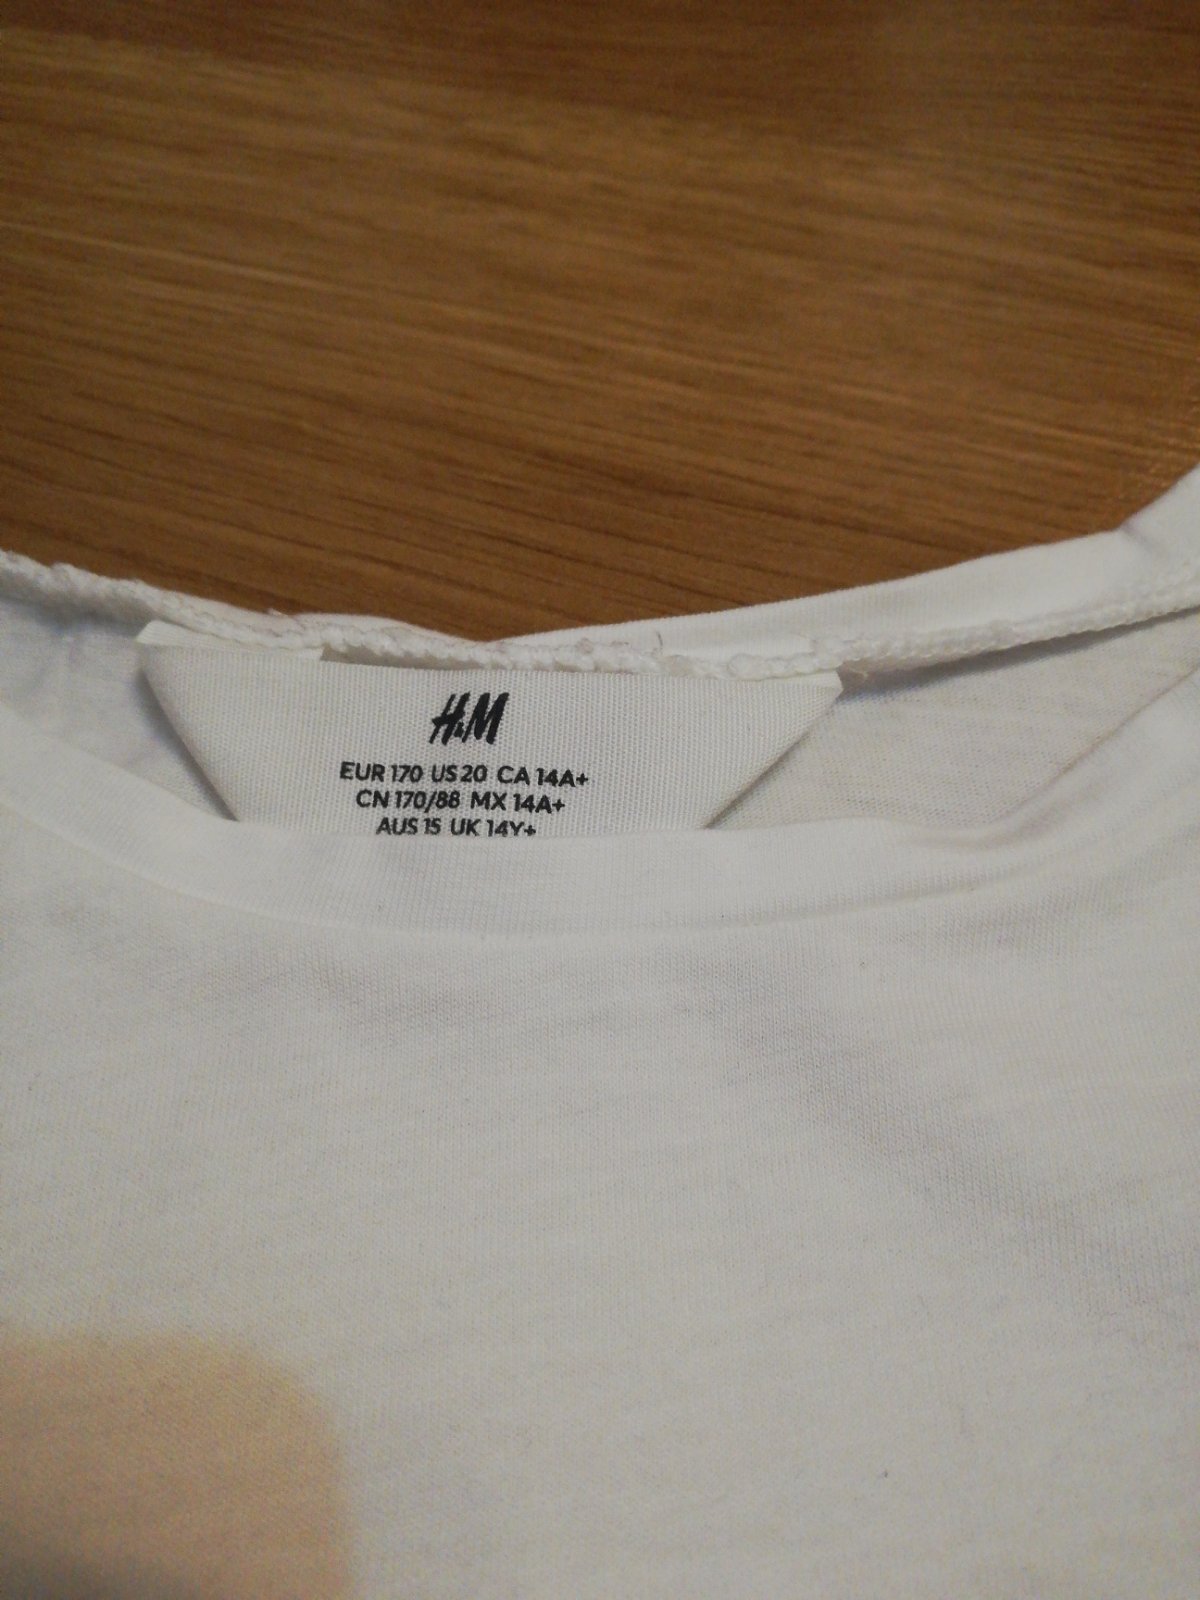 H&M
EUR 170 US 20 CA 14A+
CN 170/88 MX 14A+
AUS 15 UK 14Y+